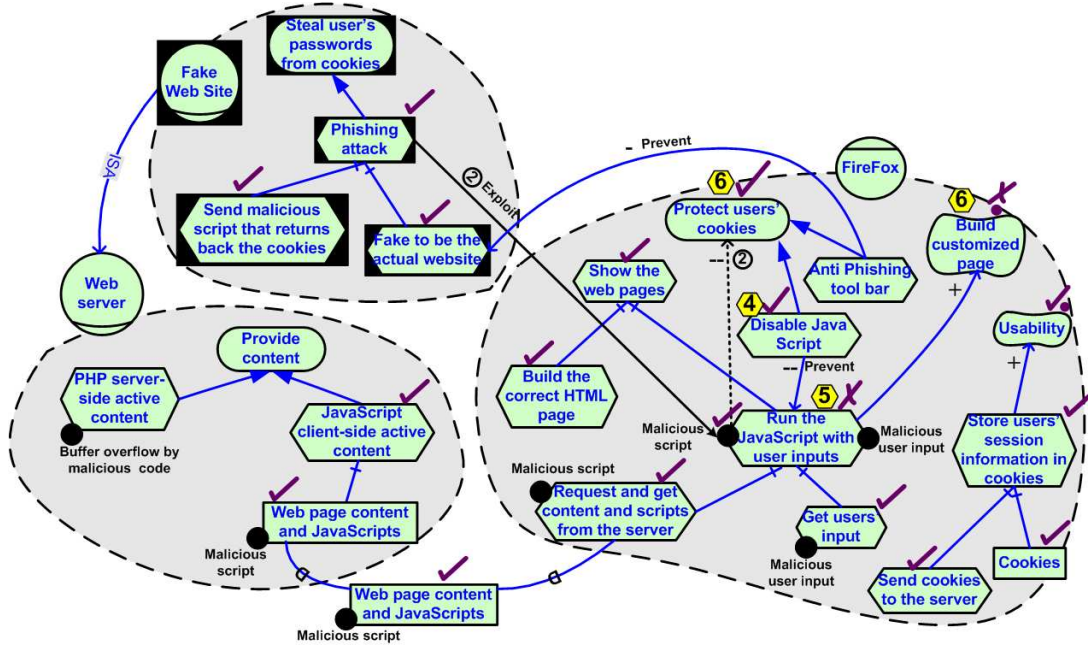 Steal user's
passwords
from cookies
Fake
Web Site
ISA
Phishing
attack
Send malicious
script that returns
back the cookies
Fake to be the
actual website
2 Exploit
- Prevent
FireFox
6
Protect users'
cookies
6
Build
customized
page
-- 2
Show the
web pages
Anti Phishing
tool bar
4
Disable Java
Script
-- Prevent
+
Usability
+
Web
server
Provide
content
PHP server-
side active
content
Buffer overflow by
malicious code
JavaScript
client-side active
content
Build the
correct HTML
page
5
Run the
JavaScript with
user inputs
Malicious
script
Malicious
user input
Store users'
session
information in
cookies
Malicious script
Request and get
content and scripts
from the server
Web page content
and JavaScripts
Malicious
script
Get users'
input
Malicious
user input
Cookies
Send cookies
to the server
D
D
Web page content
and JavaScripts
Malicious script